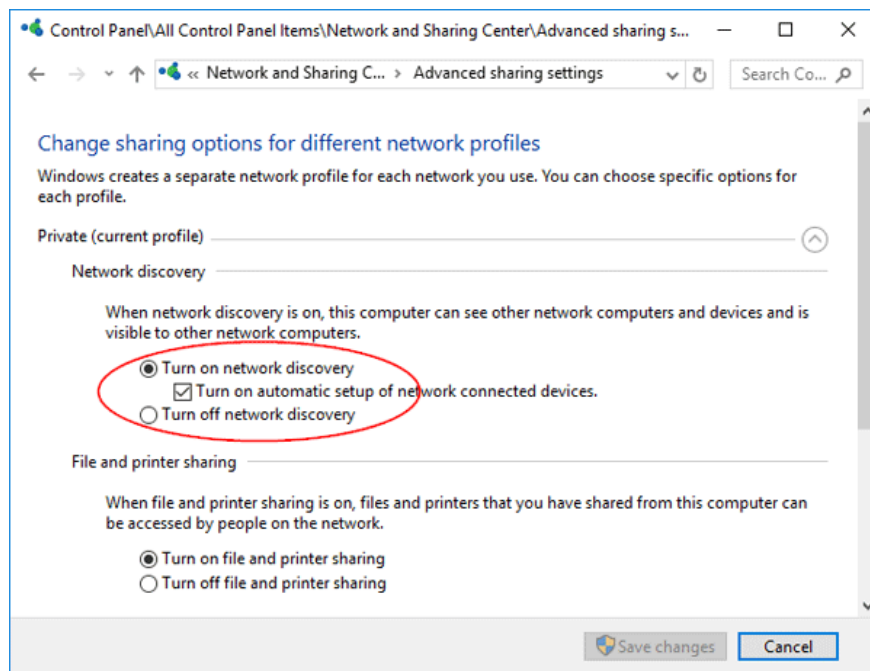 Control Panel\All Control Panel Items\Network and Sharing Center\Advanced sharing s...
« Network and Sharing C... › Advanced sharing settings
Search Co...
Change sharing options for different network profiles
Windows creates a separate network profile for each network you use. You can choose specific options for
each profile.
Private (current profile)
Network discovery
When network discovery is on, this computer can see other network computers and devices and is
visible to other network computers.
Turn on network discovery
Turn on automatic setup of network connected devices.
Turn off network discovery
File and printer sharing
When file and printer sharing is on, files and printers that you have shared from this computer can
be accessed by people on the network.
Turn on file and printer sharing
Turn off file and printer sharing
Save changes
Cancel